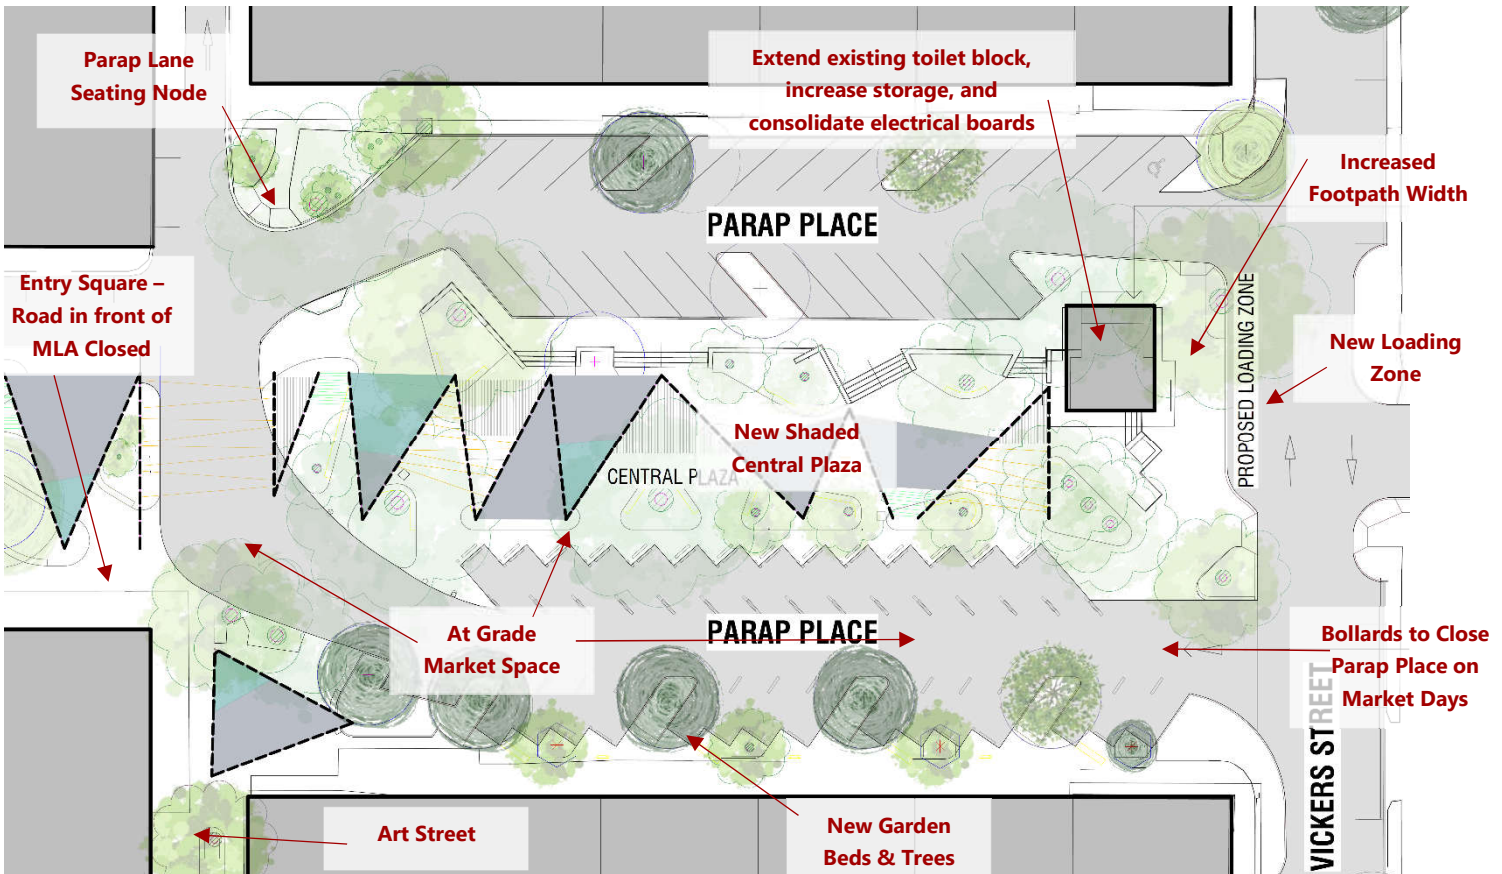 Parap Lane
Seating Node
Extend existing toilet block,
increase storage, and
consolidate electrical boards
Increased
Footpath Width
PARAP PLACE
Entry Square –
Road in front of
MLA Closed
PROPOSED LOADING ZONE
New Loading
Zone
New Shaded
Central Plaza
CENTRAL PLAZA
At Grade
Market Space
PARAP PLACE
Bollards to Close
Parap Place on
Market Days
VICKERS STREET
Art Street
New Garden
Beds & Trees